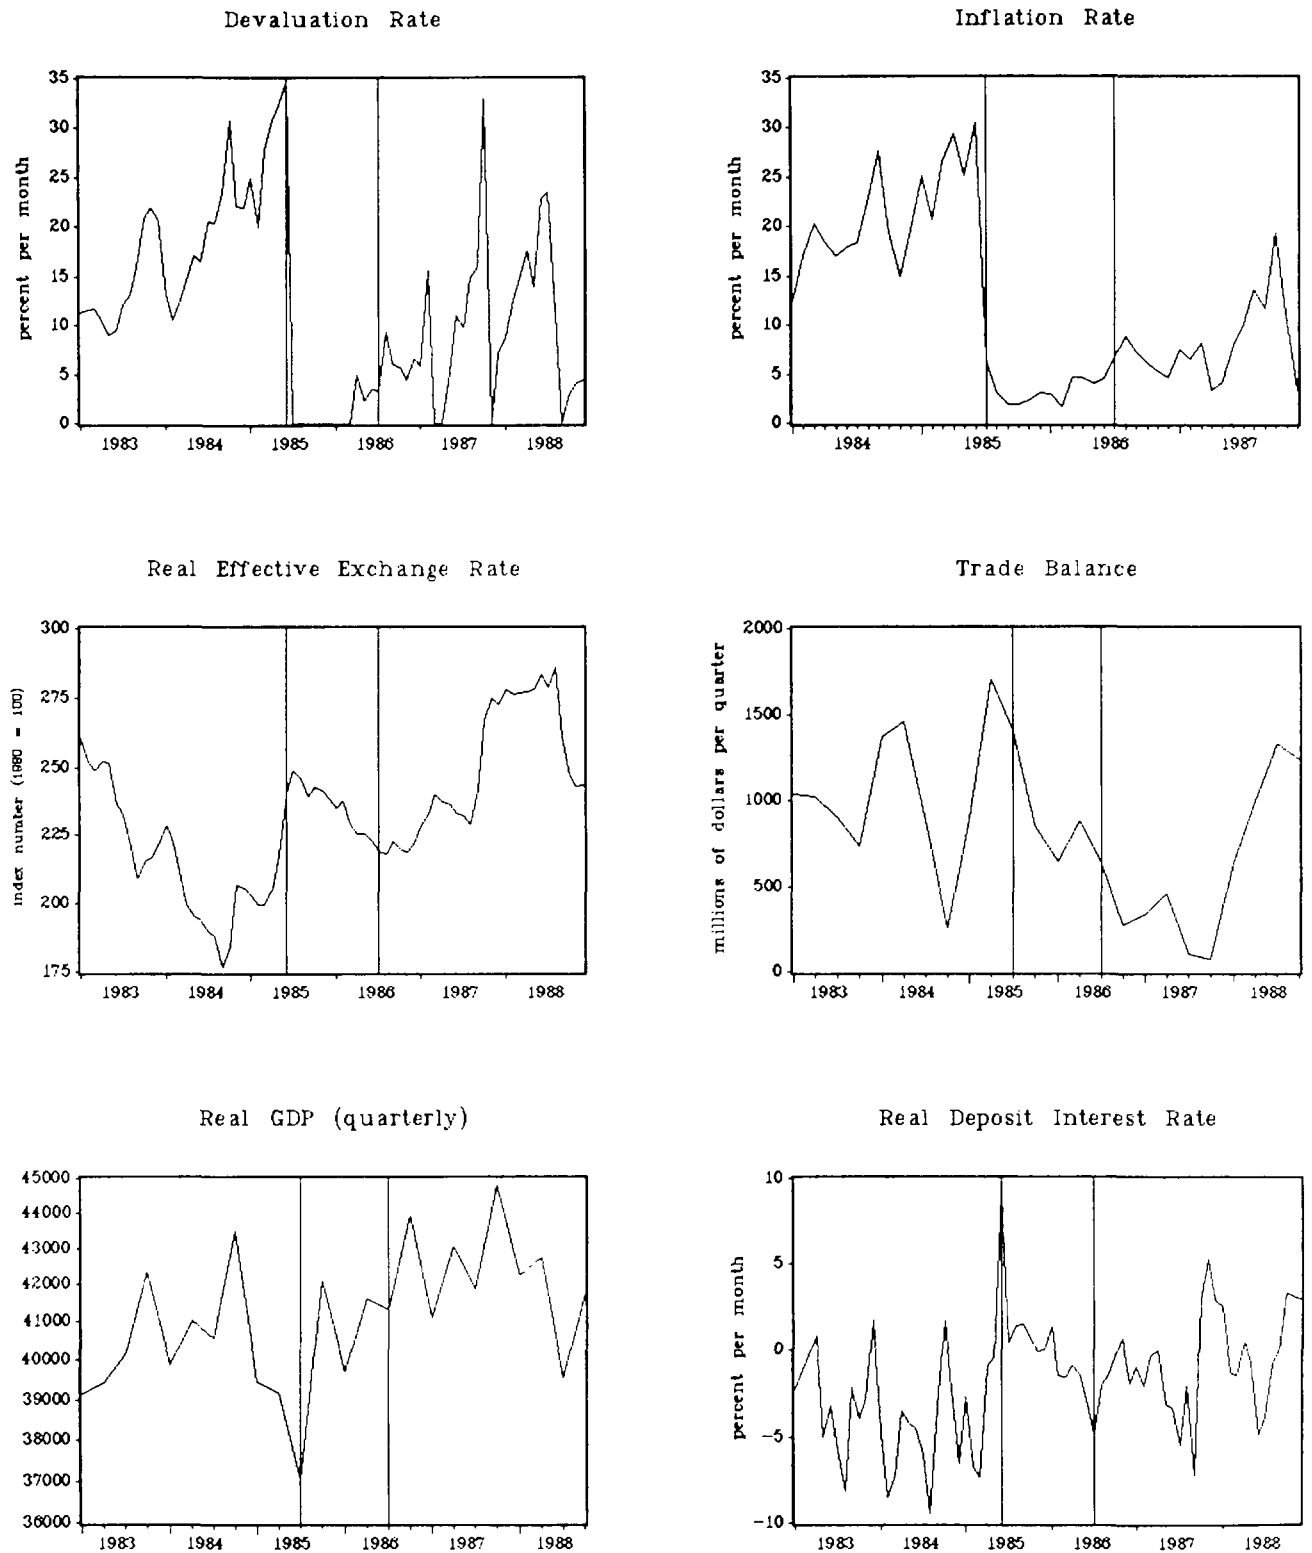 Devaluation Rate
percent per month
35
30
25
20
15
10
5
0
1983 1984 1985 1986 1987 1988
Inflation Rate
percent per month
35
30
25
20
15
10
5
0
1984 1985 1986 1987
Real Effective Exchange Rate
index number (1980 = 100)
300
275
250
225
200
175
1983 1984 1985 1986 1987 1988
Trade Balance
millions of dollars per quarter
2000
1500
1000
500
0
1983 1984 1985 1986 1987 1988
Real GDP (quarterly)
45000
44000
43000
42000
41000
40000
39000
38000
37000
36000
1983 1984 1985 1986 1987 1988
Real Deposit Interest Rate
percent per month
10
5
0
-5
-10
1983 1984 1985 1986 1987 1988